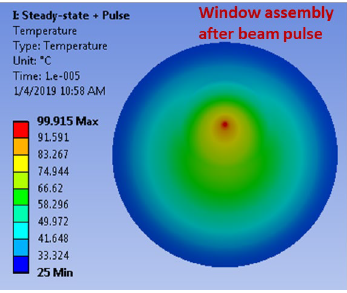 I: Steady-state + Pulse
Temperature
Type: Temperature
Unit: °C
Time: 1.e-005
1/4/2019 10:58 AM
Window assembly
after beam pulse
99.915 Max
91.591
83.267
74.944
66.62
58.296
49.972
41.648
33.324
25 Min